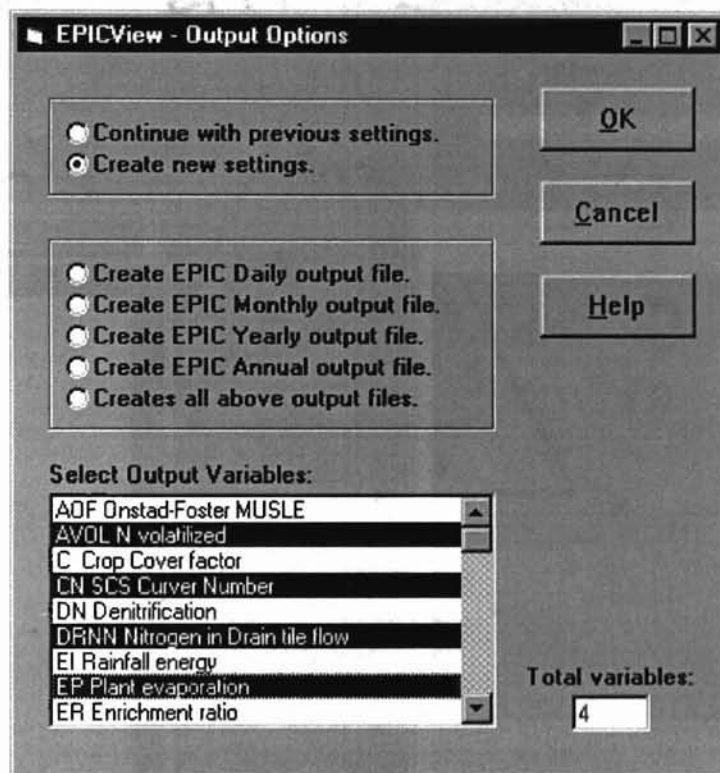 EPICView - Output Options
Continue with previous settings.
Create new settings.
OK
Cancel
Help
Create EPIC Daily output file.
Create EPIC Monthly output file.
Create EPIC Yearly output file.
Create EPIC Annual output file.
Creates all above output files.
Select Output Variables:
AOF Onstad-Foster MUSLE
AVOL N volatilized
C Crop Cover factor
CN SCS Curver Number
DN Denitrification
DRNN Nitrogen in Drain tile flow
EI Rainfall energy
EP Plant evaporation
ER Enrichment ratio
Total variables:
4